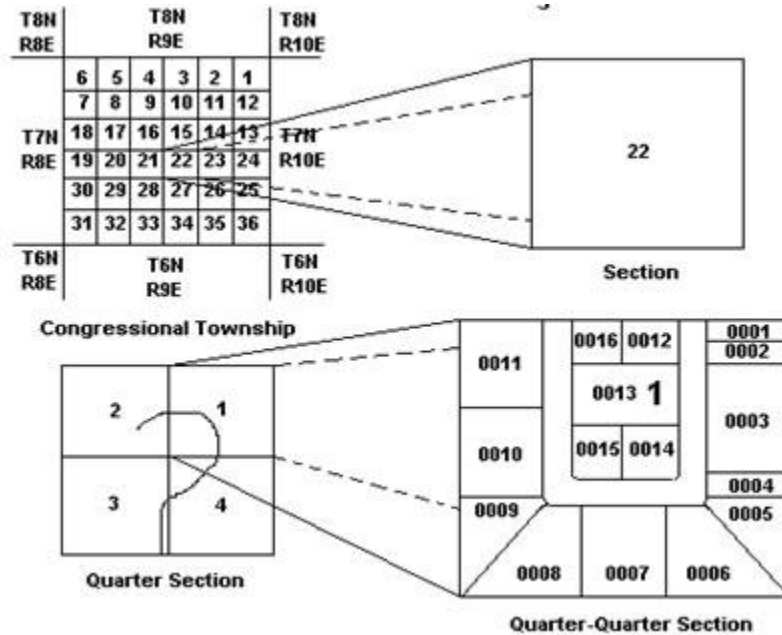 T8N T8N T8N
R8E R9E R10E
6 5 4 3 2 1
7 8 9 10 11 12
18 17 16 15 14 13
T7N T7N
R8E R10E
19 20 21 22 23 24
30 29 28 27 26 25
31 32 33 34 35 36
T6N T6N T6N
R8E R9E R10E
Congressional Township
22
Section
2 1
3 4
Quarter Section
0016 0012 0001
0002
0011
0013 1
0003
0010 0015 0014
0004
0009 0005
0008 0007 0006
Quarter-Quarter Section